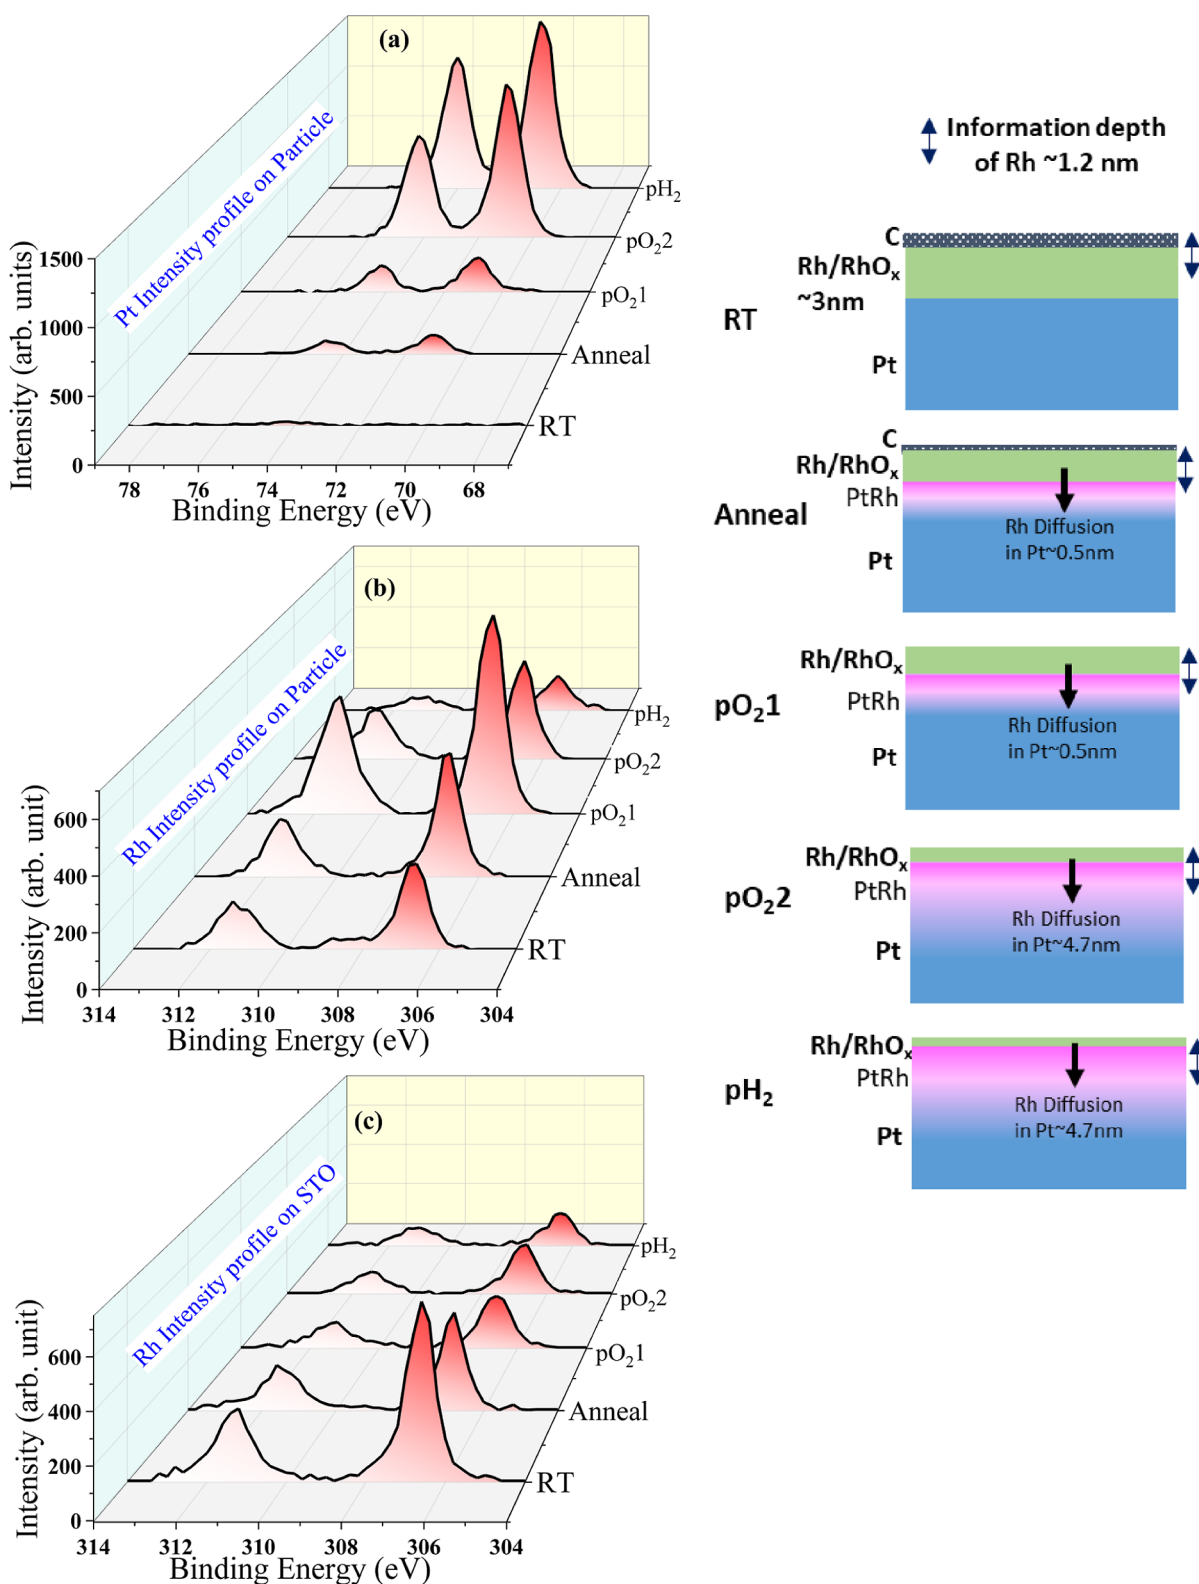 (a)
Pt Intensity profile on Particle
Intensity (arb. units)
1500
1000
500
0
78 76 74 72 70 68
Binding Energy (eV)
pH₂
pO₂2
pO₂1
Anneal
RT
(b)
Rh Intensity profile on Particle
Intensity (arb. unit)
600
400
200
0
314 312 310 308 306 304
Binding Energy (eV)
pH₂
pO₂2
pO₂1
Anneal
RT
(c)
Rh Intensity profile on STO
Intensity (arb. unit)
600
400
200
0
314 312 310 308 306 304
Binding Energy (eV)
pH₂
pO₂2
pO₂1
Anneal
RT
Information depth
of Rh ~1.2 nm
RT
C
Rh/RhOₓ
~3nm
Pt
Anneal
C
Rh/RhOₓ
PtRh
Pt
Rh Diffusion
in Pt~0.5nm
pO₂1
Rh/RhOₓ
PtRh
Pt
Rh Diffusion
in Pt~0.5nm
pO₂2
Rh/RhOₓ
PtRh
Pt
Rh Diffusion
in Pt~4.7nm
pH₂
Rh/RhOₓ
PtRh
Pt
Rh Diffusion
in Pt~4.7nm